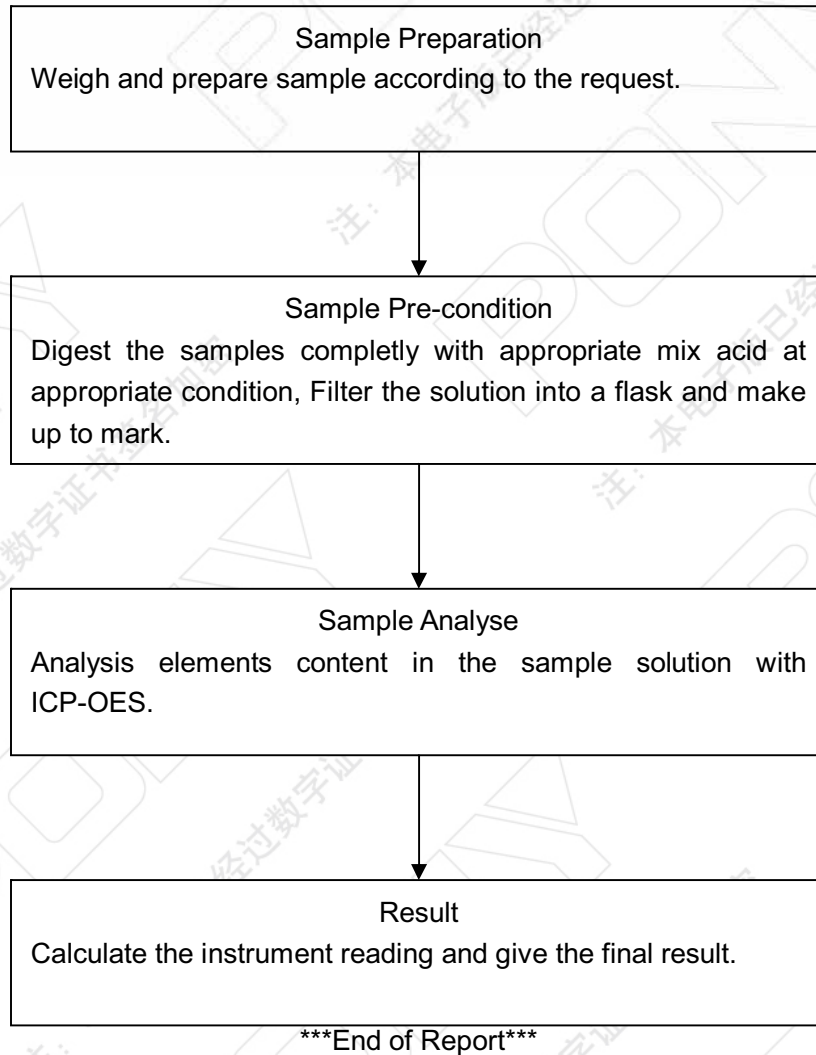 Sample Preparation
Weigh and prepare sample according to the request.
Sample Pre-condition
Digest the samples completly with appropriate mix acid at
appropriate condition, Filter the solution into a flask and make
up to mark.
Sample Analyse
Analysis elements content in the sample solution with
ICP-OES.
Result
Calculate the instrument reading and give the final result.
***End of Report***